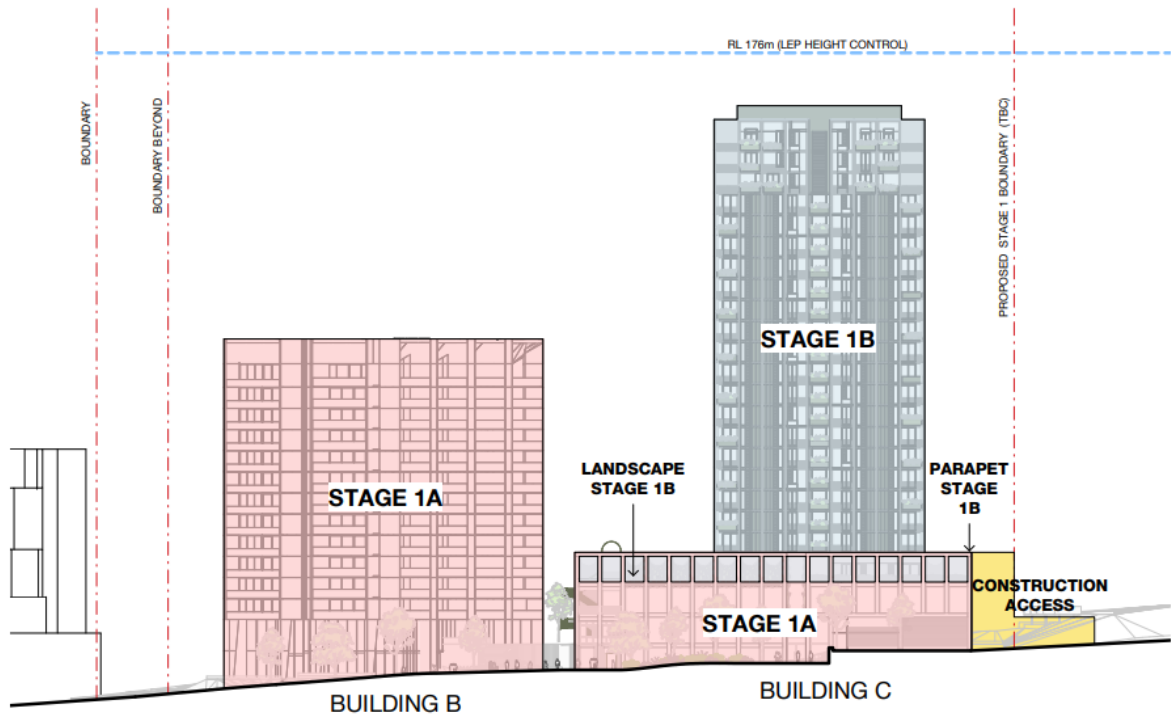 RL 176m (LEP HEIGHT CONTROL)
BOUNDARY
BOUNDARY BEYOND
PROPOSED STAGE 1 BOUNDARY (TBC)
STAGE 1B
LANDSCAPE
STAGE 1B
PARAPET
STAGE
1B
STAGE 1A
CONSTRUCTION
ACCESS
STAGE 1A
BUILDING B
BUILDING C